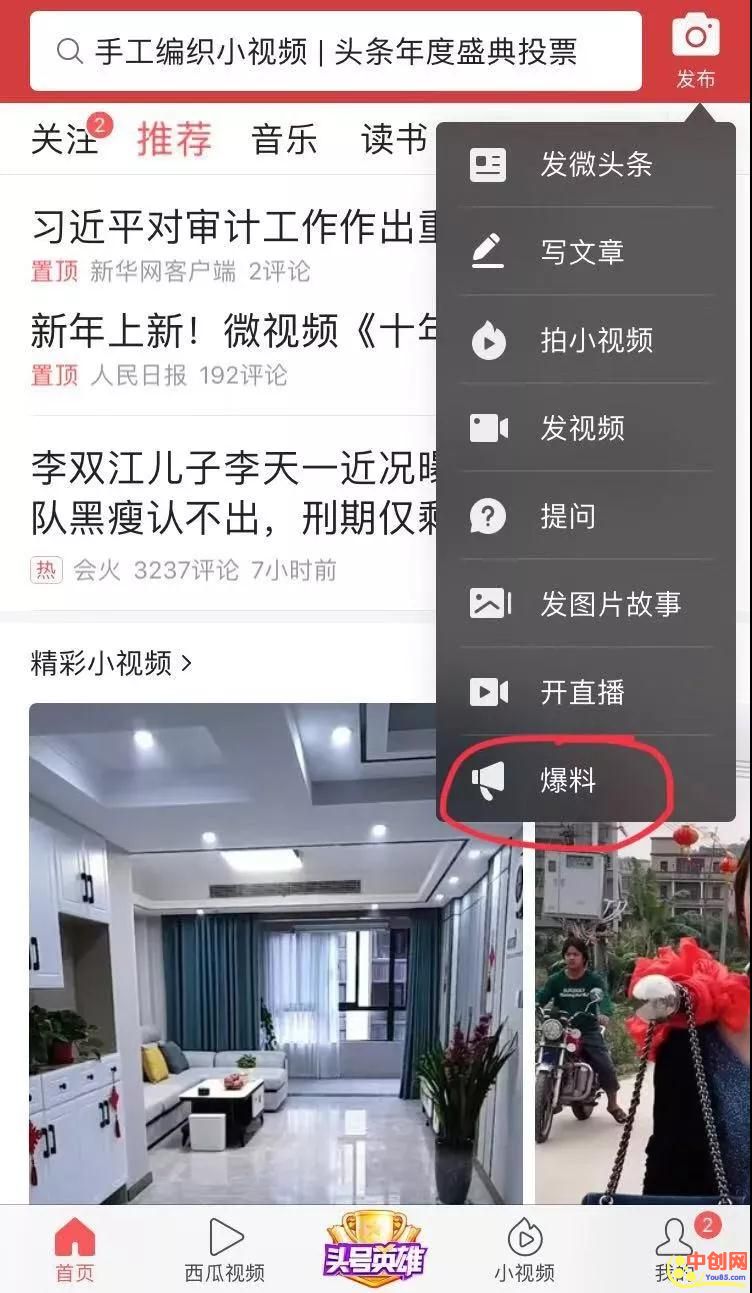 手工编织小视频 | 头条年度盛典投票
发布
关注 2 推荐 音乐 读书
发微头条
写文章
拍小视频
发视频
提问
发图片故事
开直播
爆料
习近平对审计工作作出重
置顶 新华网客户端 2评论
新年上新！微视频《十年
置顶 人民日报 192评论
李双江儿子李天一近况曝
队黑瘦认不出，刑期仅剩
热 会火 3237评论 7小时前
精彩小视频 >
首页
西瓜视频
头号英雄
小视频
2
我的
中创网
You85.com